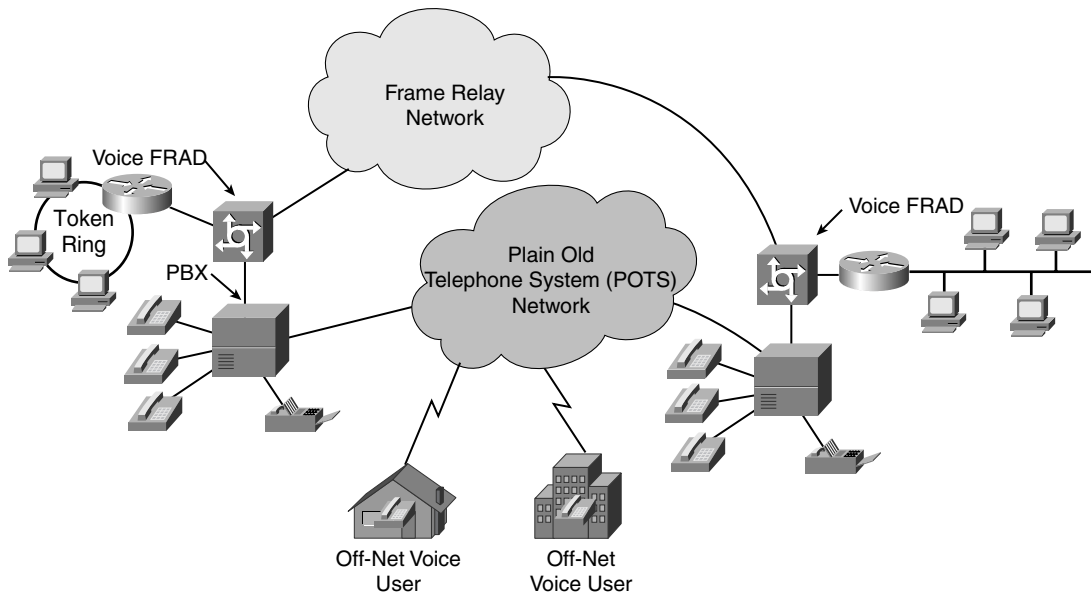 Frame Relay
Network
Voice FRAD
Token
Ring
PBX
Plain Old
Telephone System (POTS)
Network
Voice FRAD
Off-Net Voice
User
Off-Net
Voice User